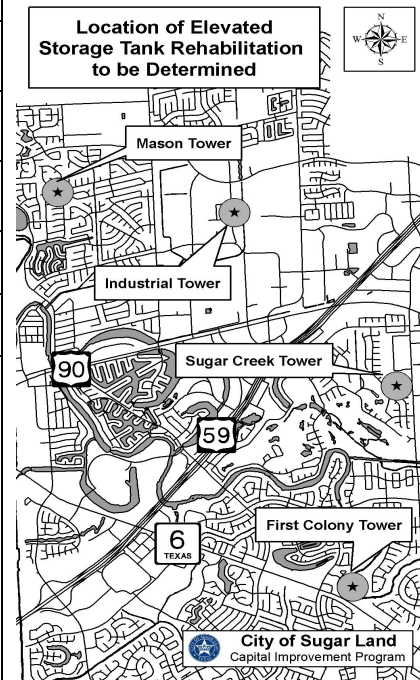 Location of Elevated
Storage Tank Rehabilitation
to be Determined
N
W
E
S
Mason Tower
Industrial Tower
Sugar Creek Tower
90
59
First Colony Tower
6
TEXAS
City of Sugar Land
Capital Improvement Program